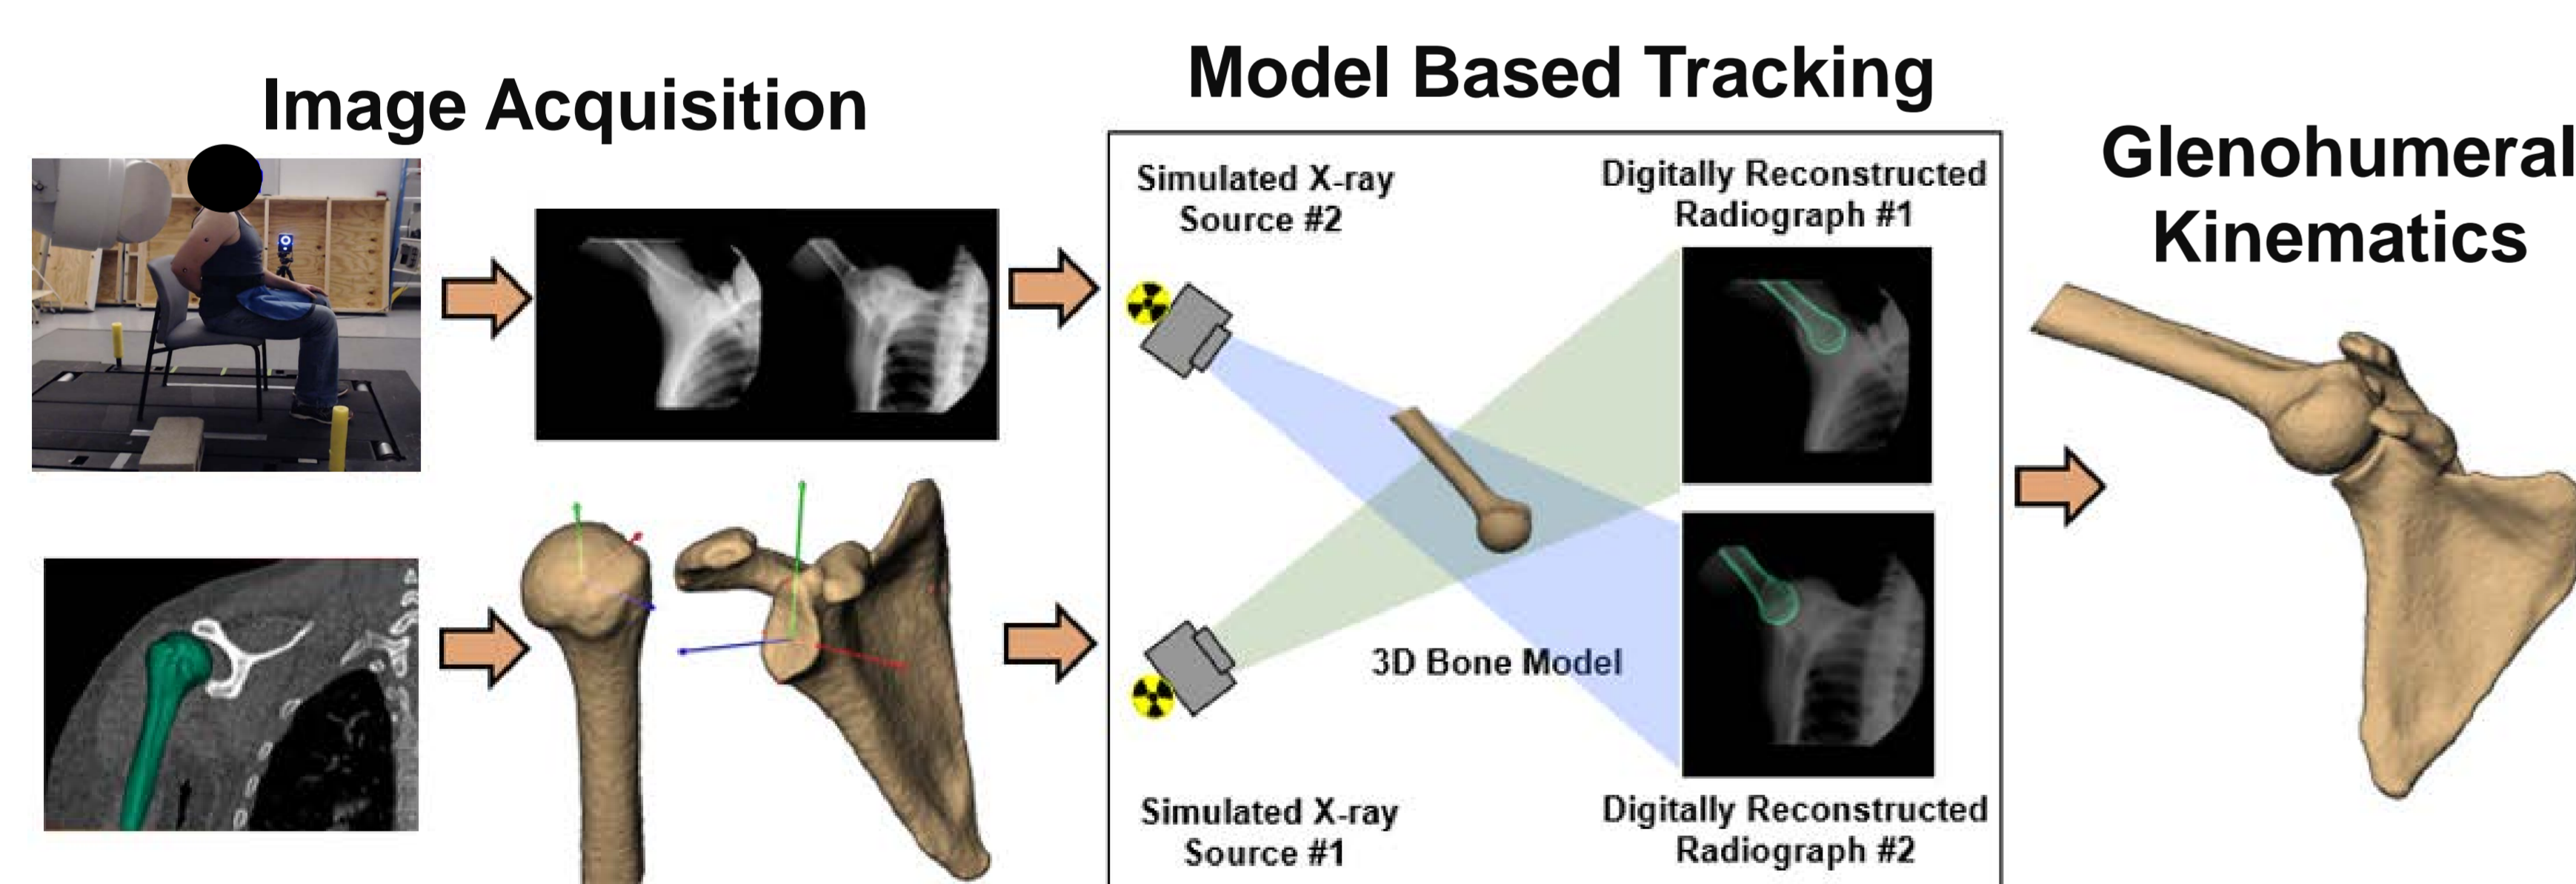 Image Acquisition
Model Based Tracking
Simulated X-ray
Source #2
Digitally Reconstructed
Radiograph #1
3D Bone Model
Simulated X-ray
Source #1
Digitally Reconstructed
Radiograph #2
Glenohumeral
Kinematics